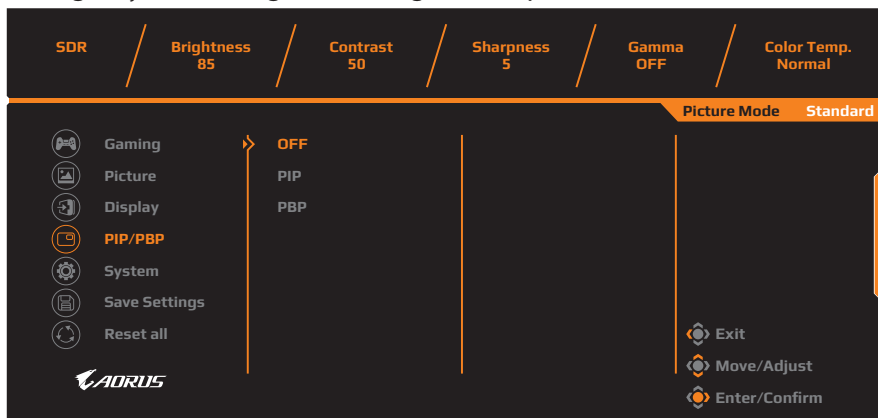 SDR
Brightness
85
Contrast
50
Sharpness
5
Gamma
OFF
Color Temp.
Normal
Picture Mode Standard
Gaming
Picture
Display
PIP/PBP
System
Save Settings
Reset all
OFF
PIP
PBP
Exit
Move/Adjust
Enter/Confirm
AORUS